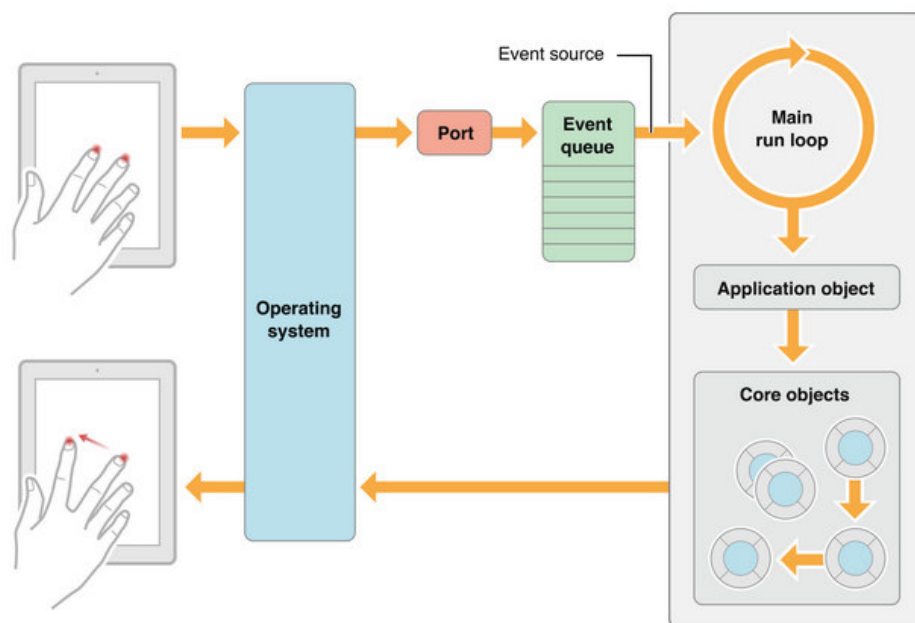 Event source
Port
Event
queue
Main
run loop
Operating
system
Application object
Core objects